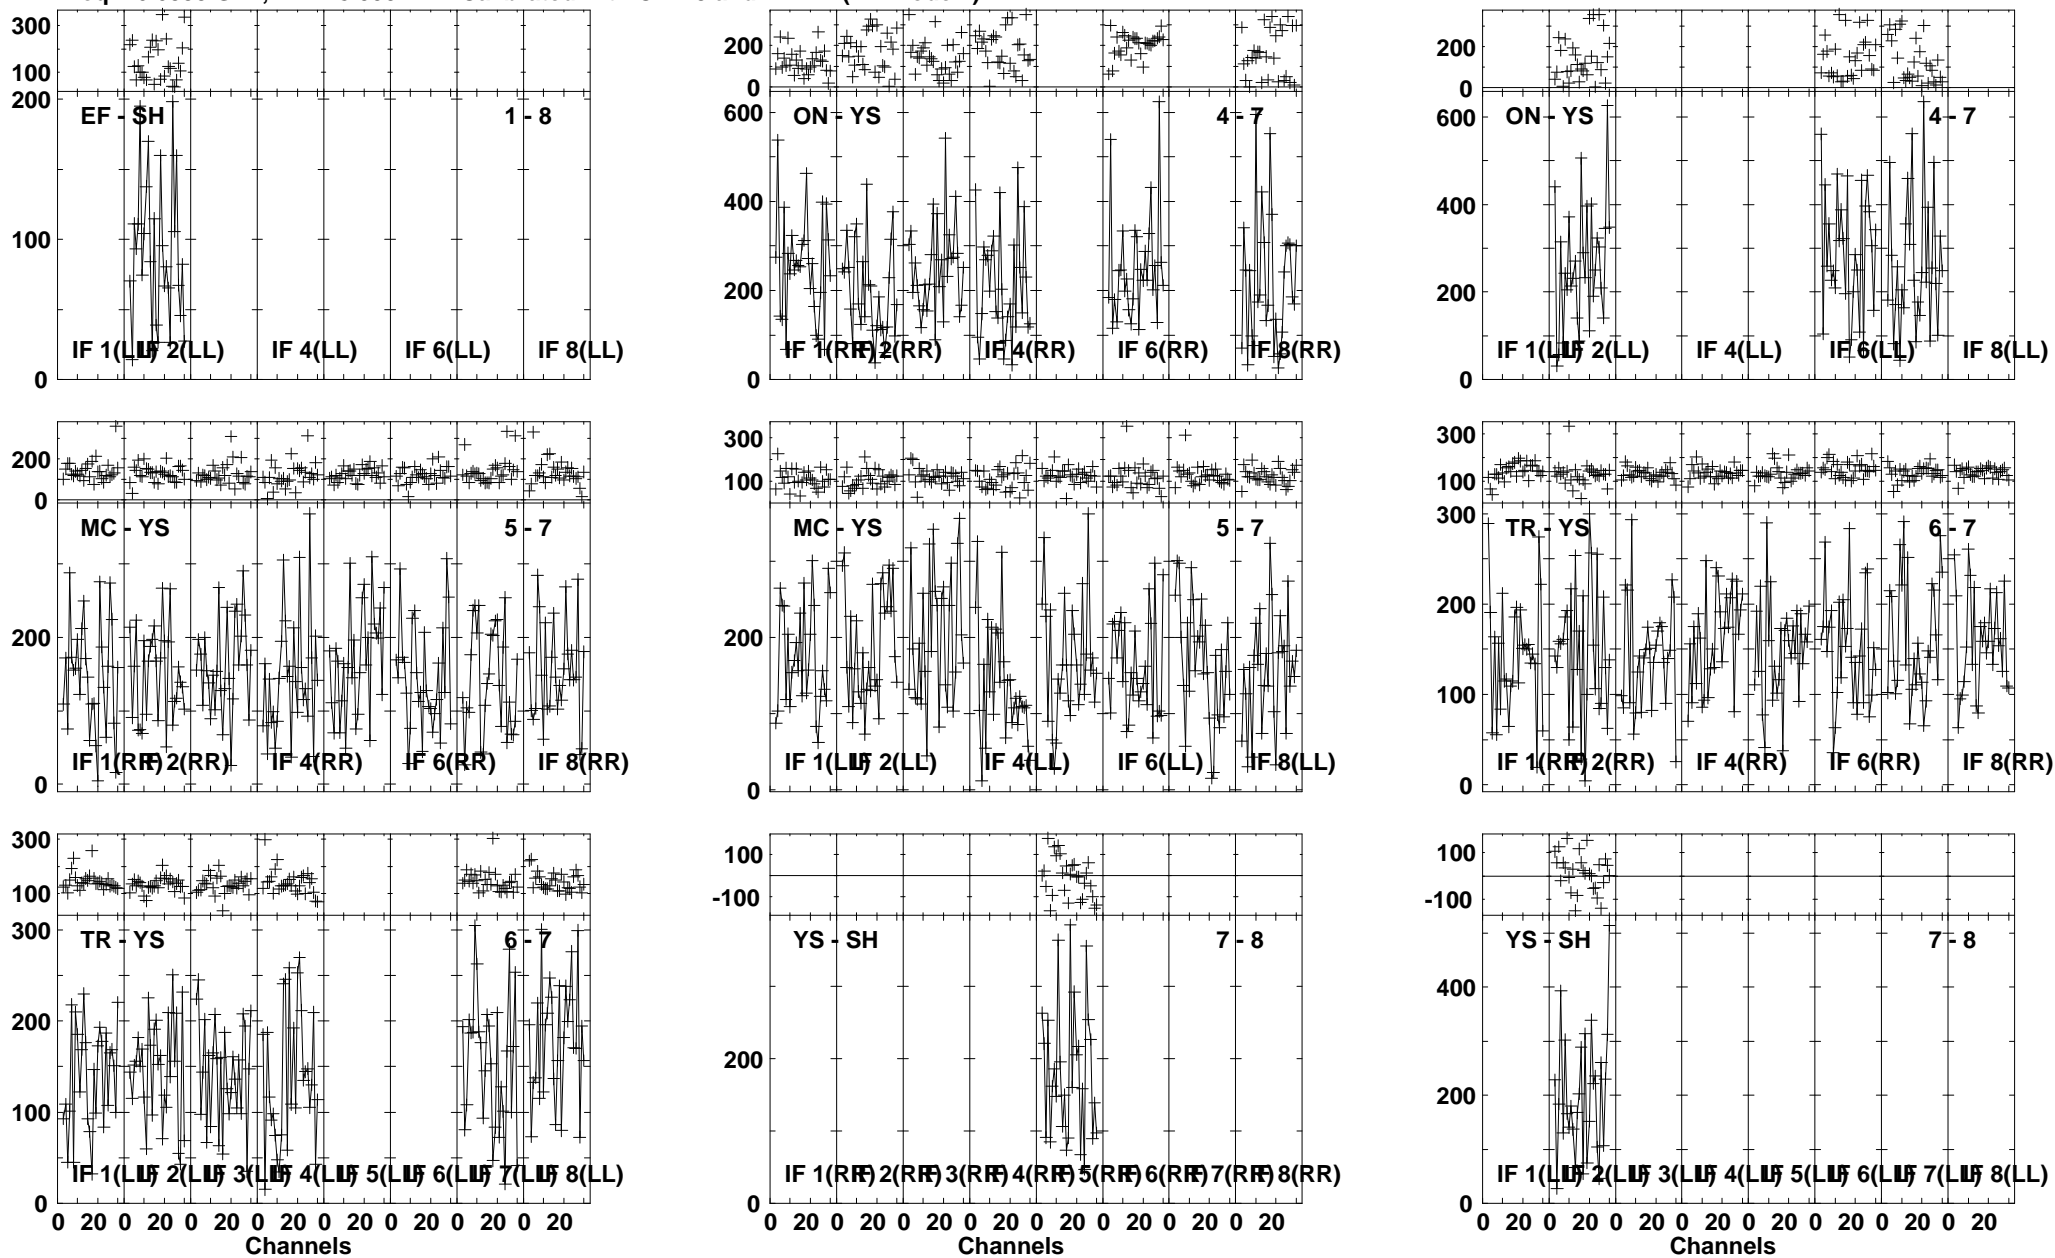 300
100
200
100
0
EF - SH 1 - 8
IF 1(LL) IF 2(LL) IF 4(LL) IF 6(LL) IF 8(LL)
200
0
600
400
200
0
ON - YS 4 - 7
IF 1(RR) IF 2(RR) IF 4(RR) IF 6(RR) IF 8(RR)
400
200
0
600
400
200
0
ON - YS 4 - 7
IF 1(LL) IF 2(LL) IF 4(LL) IF 6(LL) IF 8(LL)
200
0
200
0
MC - YS 5 - 7
IF 1(RR) IF 2(RR) IF 4(RR) IF 6(RR) IF 8(RR)
300
100
200
0
MC - YS 5 - 7
IF 1(LL) IF 2(LL) IF 4(LL) IF 6(LL) IF 8(LL)
300
100
300
200
100
0
TR - YS 6 - 7
IF 1(RR) IF 2(RR) IF 4(RR) IF 6(RR) IF 8(RR)
300
100
300
200
100
0
TR - YS 6 - 7
IF 1(LL) IF 2(LL) IF 3(LL) IF 4(LL) IF 5(LL) IF 6(LL) IF 7(LL) IF 8(LL)
0 20 0 20 0 20 0 20 0 20 0 20 0 20 0 20
Channels
100
-100
200
0
YS - SH 7 - 8
IF 1(RR) IF 2(RR) IF 3(RR) IF 4(RR) IF 5(RR) IF 6(RR) IF 7(RR) IF 8(RR)
0 20 0 20 0 20 0 20 0 20 0 20 0 20 0 20
Channels
100
-100
400
200
0
YS - SH 7 - 8
IF 1(LL) IF 2(LL) IF 3(LL) IF 4(LL) IF 5(LL) IF 6(LL) IF 7(LL) IF 8(LL)
0 20 0 20 0 20 0 20 0 20 0 20 0 20 0 20
Channels